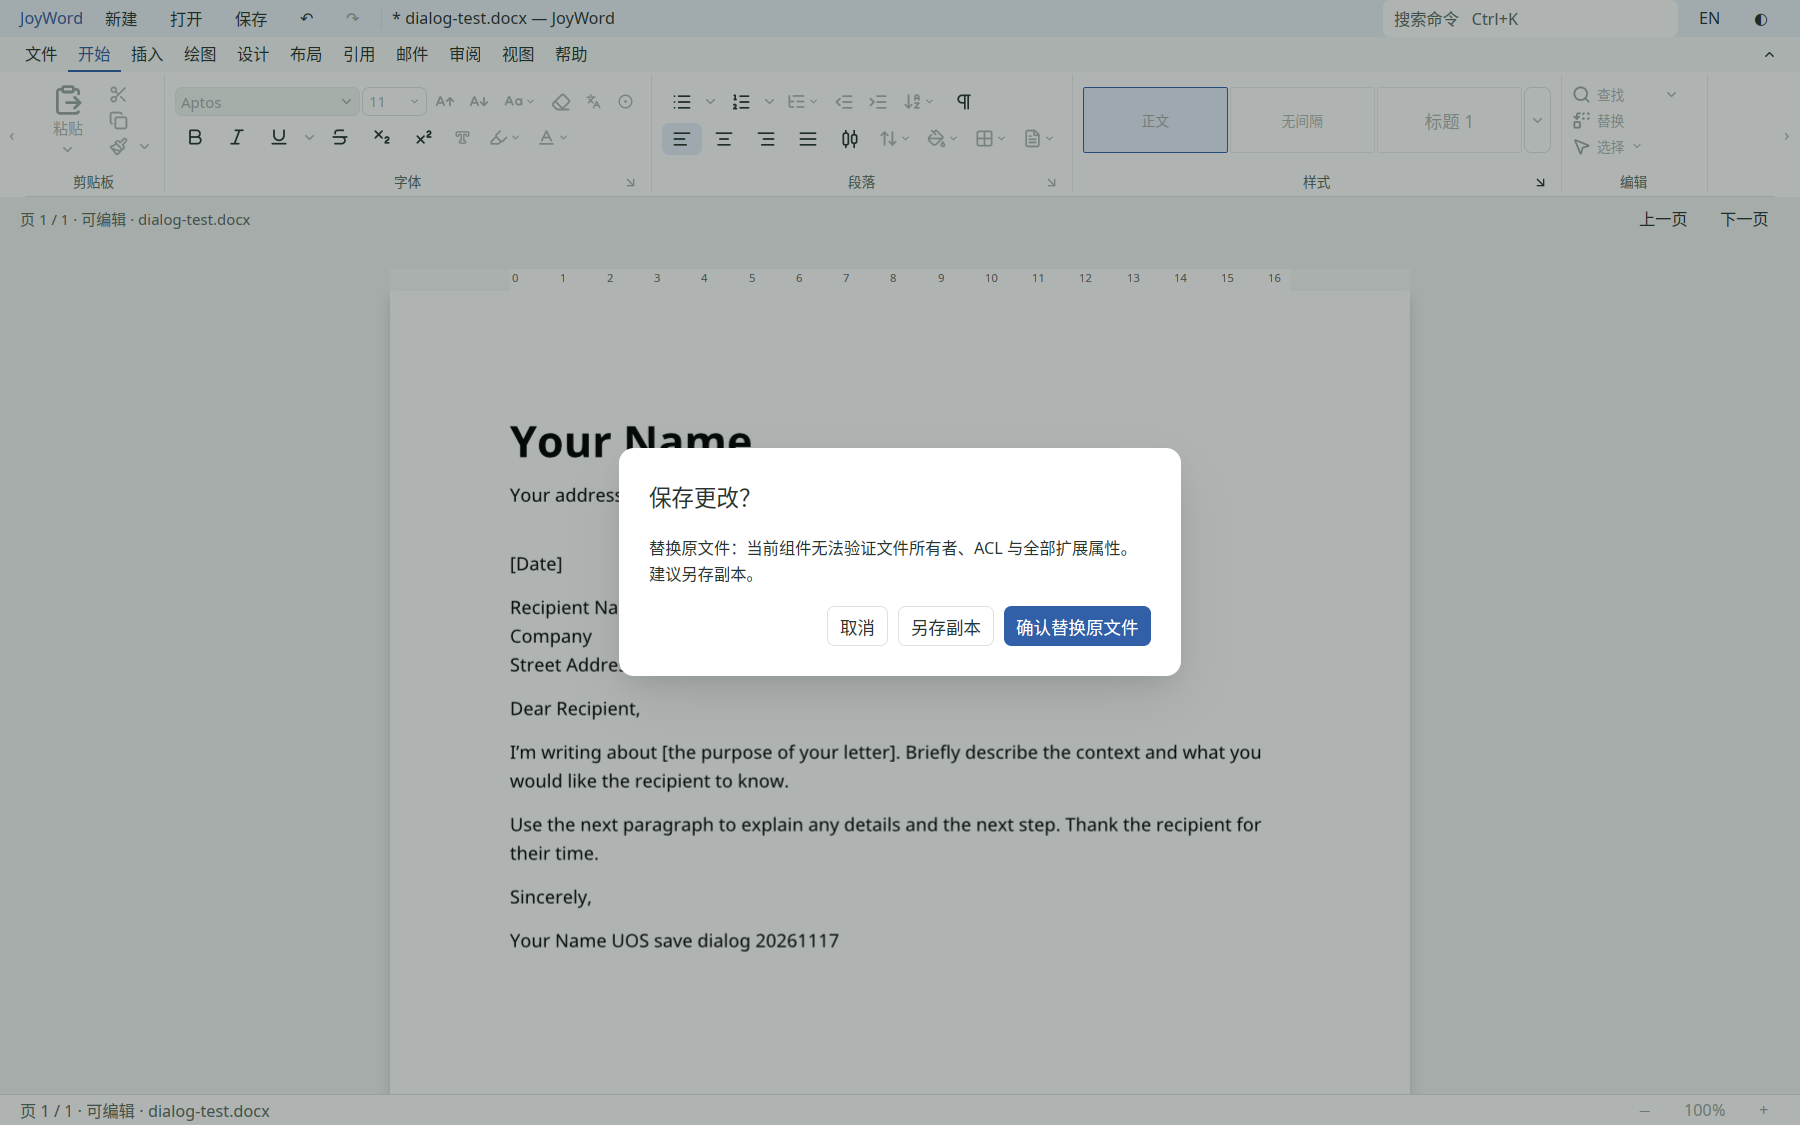 JoyWord 新建 打开 保存 * dialog-test.docx — JoyWord 搜索命令 Ctrl+K EN
文件 开始 插入 绘图 设计 布局 引用 邮件 审阅 视图 帮助
粘贴
剪贴板
Aptos 11
字体
段落
正文 无间隔 标题 1
样式
查找
替换
选择
编辑
页 1 / 1 · 可编辑 · dialog-test.docx 上一页 下一页
0 1 2 3 4 5 6 7 8 9 10 11 12 13 14 15 16
Your Name
Your address
[Date]
Recipient Na
Company
Street Addres
Dear Recipient,
I’m writing about [the purpose of your letter]. Briefly describe the context and what you
would like the recipient to know.
Use the next paragraph to explain any details and the next step. Thank the recipient for
their time.
Sincerely,
Your Name UOS save dialog 20261117
保存更改？
替换原文件：当前组件无法验证文件所有者、ACL 与全部扩展属性。
建议另存副本。
取消 另存副本 确认替换原文件
页 1 / 1 · 可编辑 · dialog-test.docx — 100% +